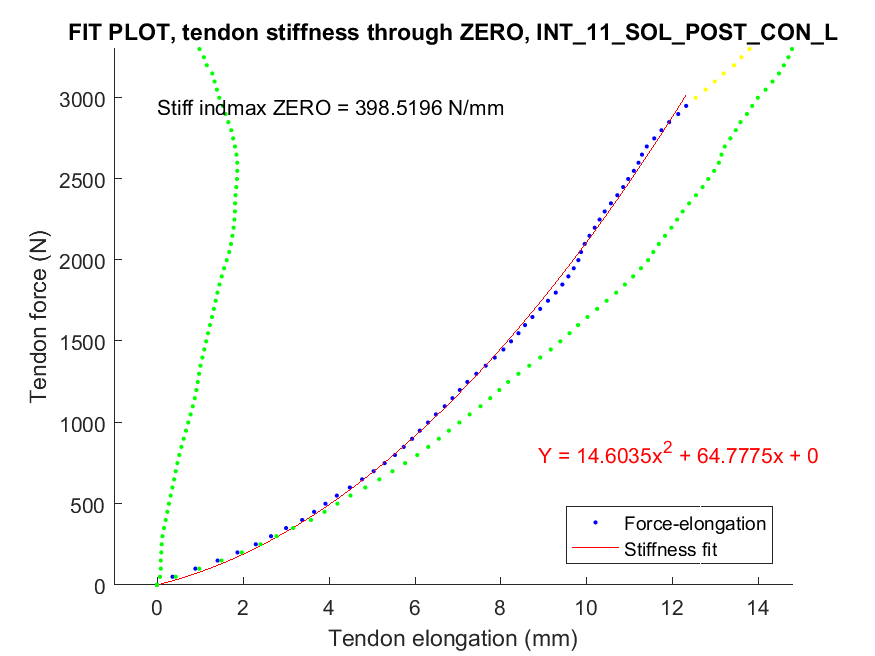 FIT PLOT, tendon stiffness through ZERO, INT_11_SOL_POST_CON_L
Stiff indmax ZERO = 398.5196 N/mm
Tendon force (N)
3000
2500
2000
1500
1000
500
0
Y = 14.6035x² + 64.7775x + 0
Force-elongation
Stiffness fit
0 2 4 6 8 10 12 14
Tendon elongation (mm)